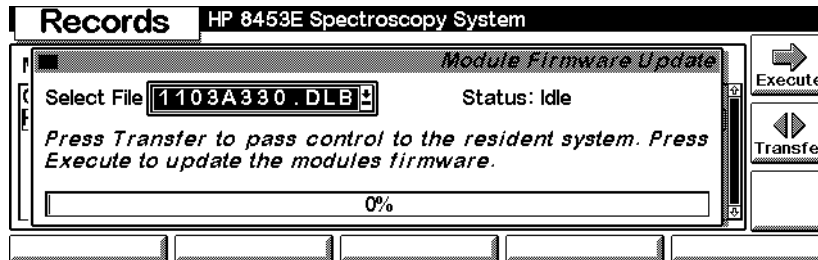 Records HP 8453E Spectroscopy System
Module Firmware Update
Execute
Select File 1103A330.DLB Status: Idle
Press Transfer to pass control to the resident system. Press
Execute to update the modules firmware.
Transfe
0%